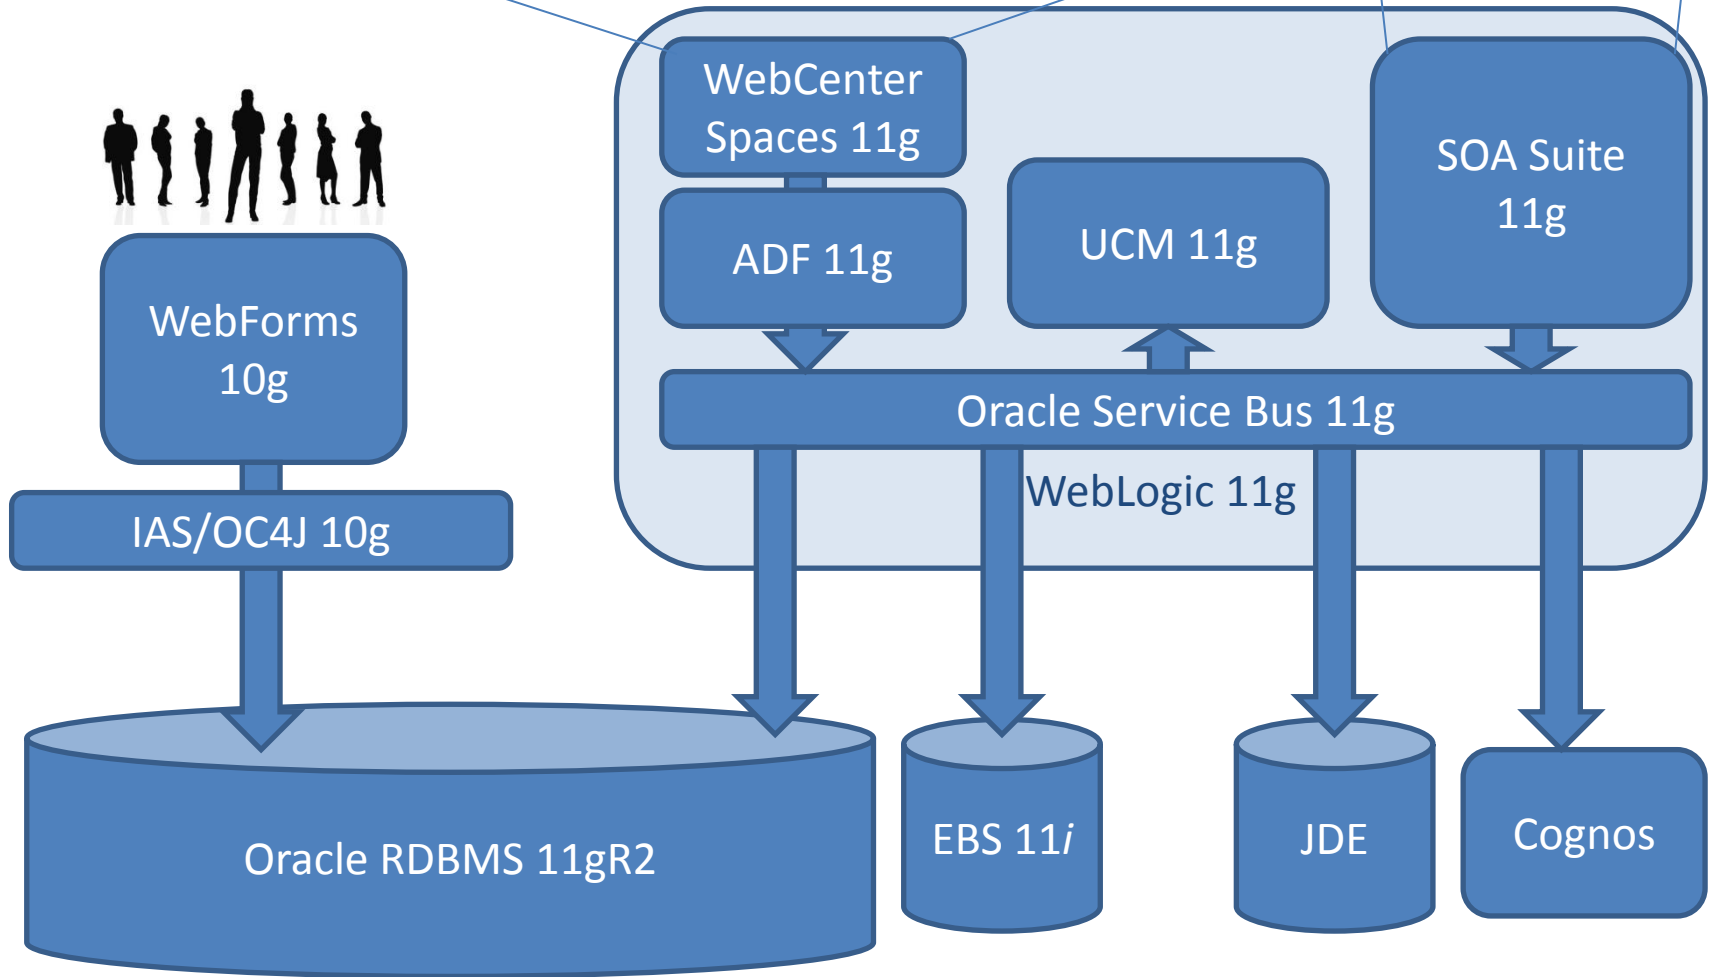 WebCenter
Spaces 11g
SOA Suite
11g
ADF 11g
UCM 11g
WebForms
10g
Oracle Service Bus 11g
WebLogic 11g
IAS/OC4J 10g
Oracle RDBMS 11gR2
EBS 11i
JDE
Cognos